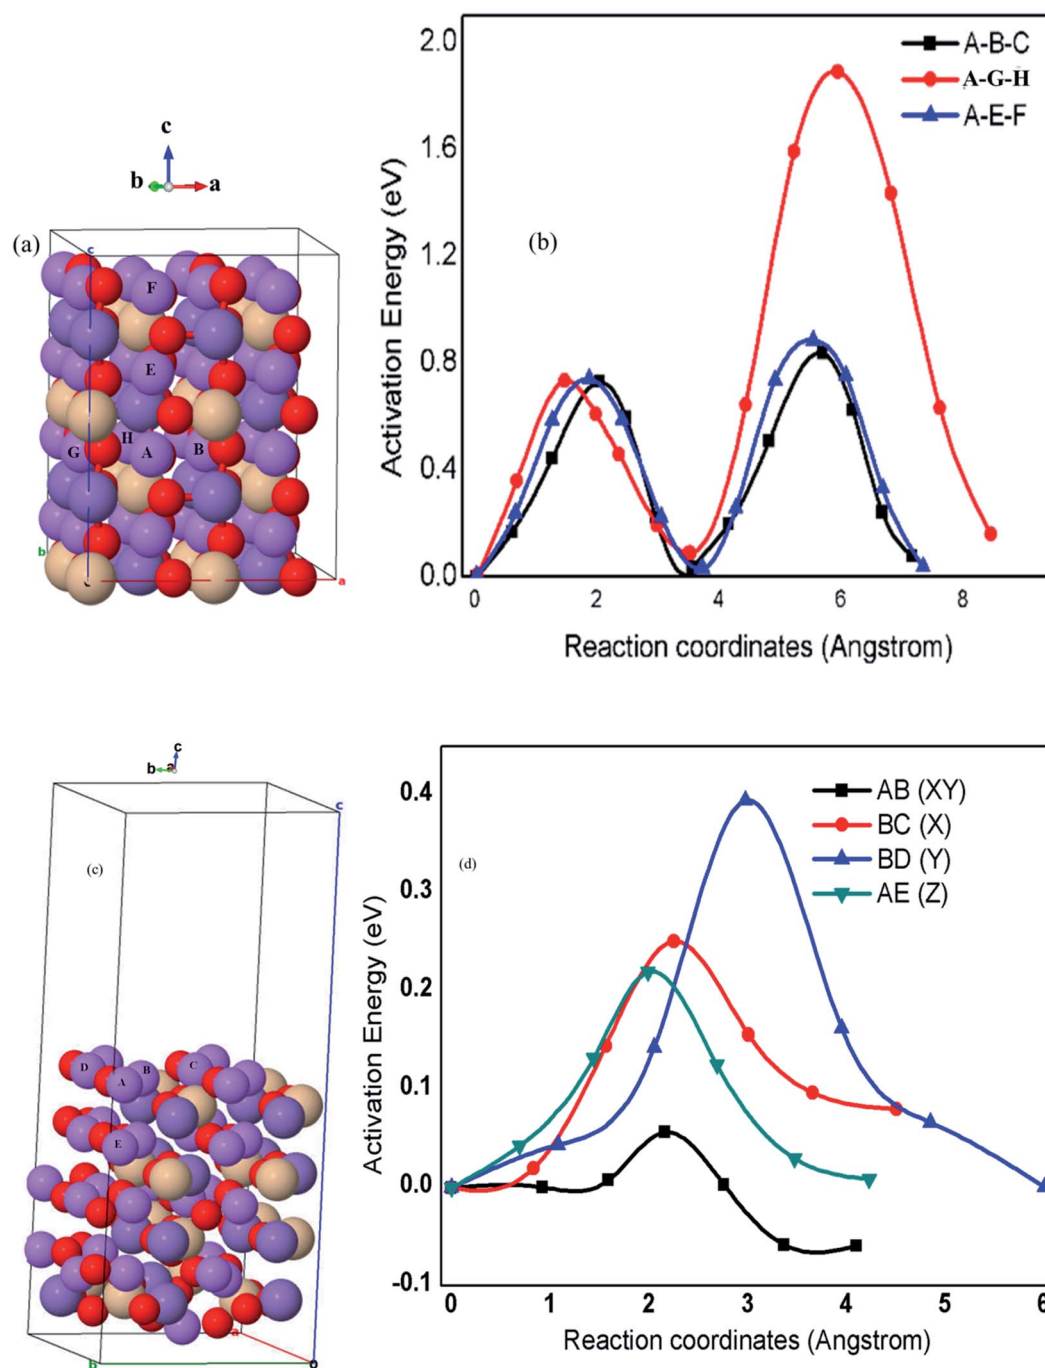 c
b
a
(a)
c
F
E
G
H
A
B
b
a
2.0
1.6
1.2
0.8
0.4
0.0
0
2
4
6
8
Activation Energy (eV)
Reaction coordinates (Angstrom)
(b)
A-B-C
A-G-H
A-E-F
c
b
a
c
(c)
D
A
B
C
E
a
b
o
0.4
0.3
0.2
0.1
0.0
-0.1
0
1
2
3
4
5
6
Activation Energy (eV)
Reaction coordinates (Angstrom)
(d)
AB (XY)
BC (X)
BD (Y)
AE (Z)